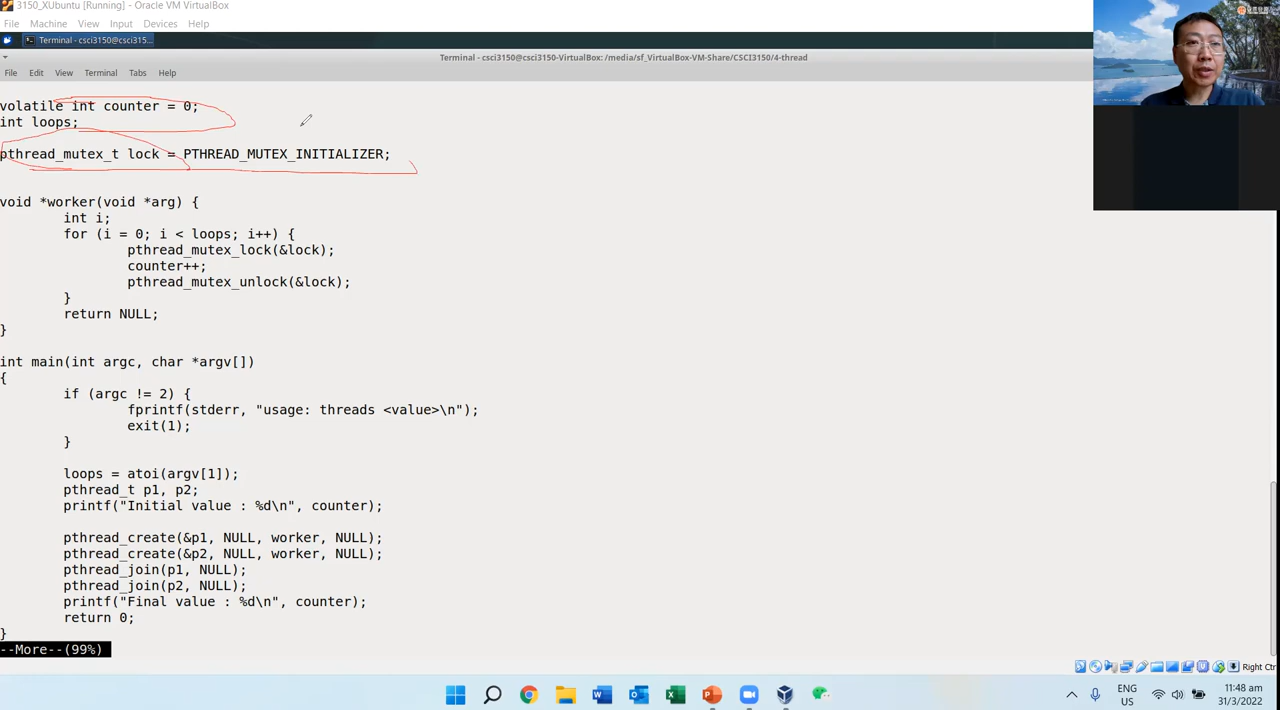 3150_XUbuntu [Running] - Oracle VM VirtualBox
File Machine View Input Devices Help
Terminal - csci3150@csci315...
Terminal - csci3150@csci3150-VirtualBox: /media/sf_VirtualBox-VM-Share/CSCI3150/4-thread
File Edit View Terminal Tabs Help
volatile int counter = 0;
int loops;
pthread_mutex_t lock = PTHREAD_MUTEX_INITIALIZER;
void *worker(void *arg) {
int i;
for (i = 0; i < loops; i++) {
pthread_mutex_lock(&lock);
counter++;
pthread_mutex_unlock(&lock);
}
return NULL;
}
int main(int argc, char *argv[])
{
if (argc != 2) {
fprintf(stderr, "usage: threads <value>\n");
exit(1);
}
loops = atoi(argv[1]);
pthread_t p1, p2;
printf("Initial value : %d\n", counter);
pthread_create(&p1, NULL, worker, NULL);
pthread_create(&p2, NULL, worker, NULL);
pthread_join(p1, NULL);
pthread_join(p2, NULL);
printf("Final value : %d\n", counter);
return 0;
}
--More--(99%)
Right Ctr
ENG
US
11:48 am
31/3/2022